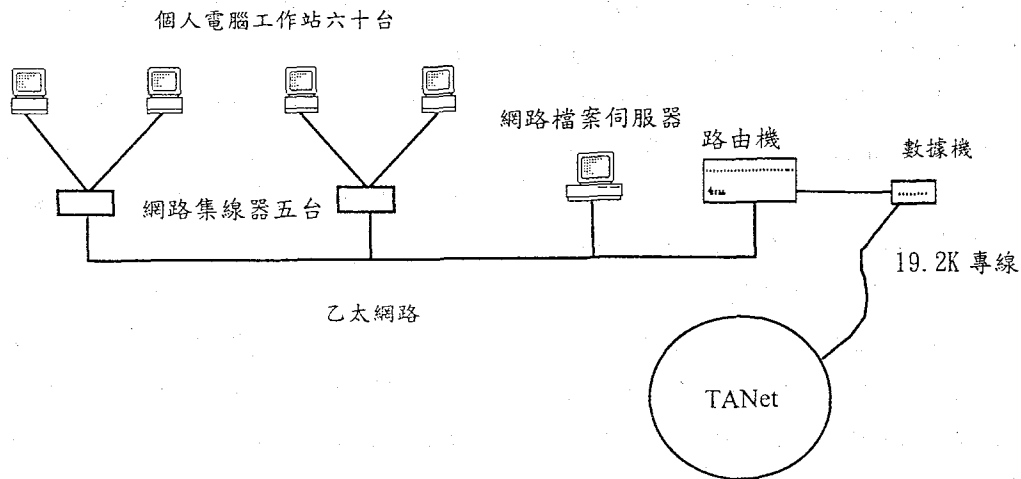 個人電腦工作站六十台
網路檔案伺服器
路由機
數據機
網路集線器五台
19.2K 專線
乙太網路
TANet